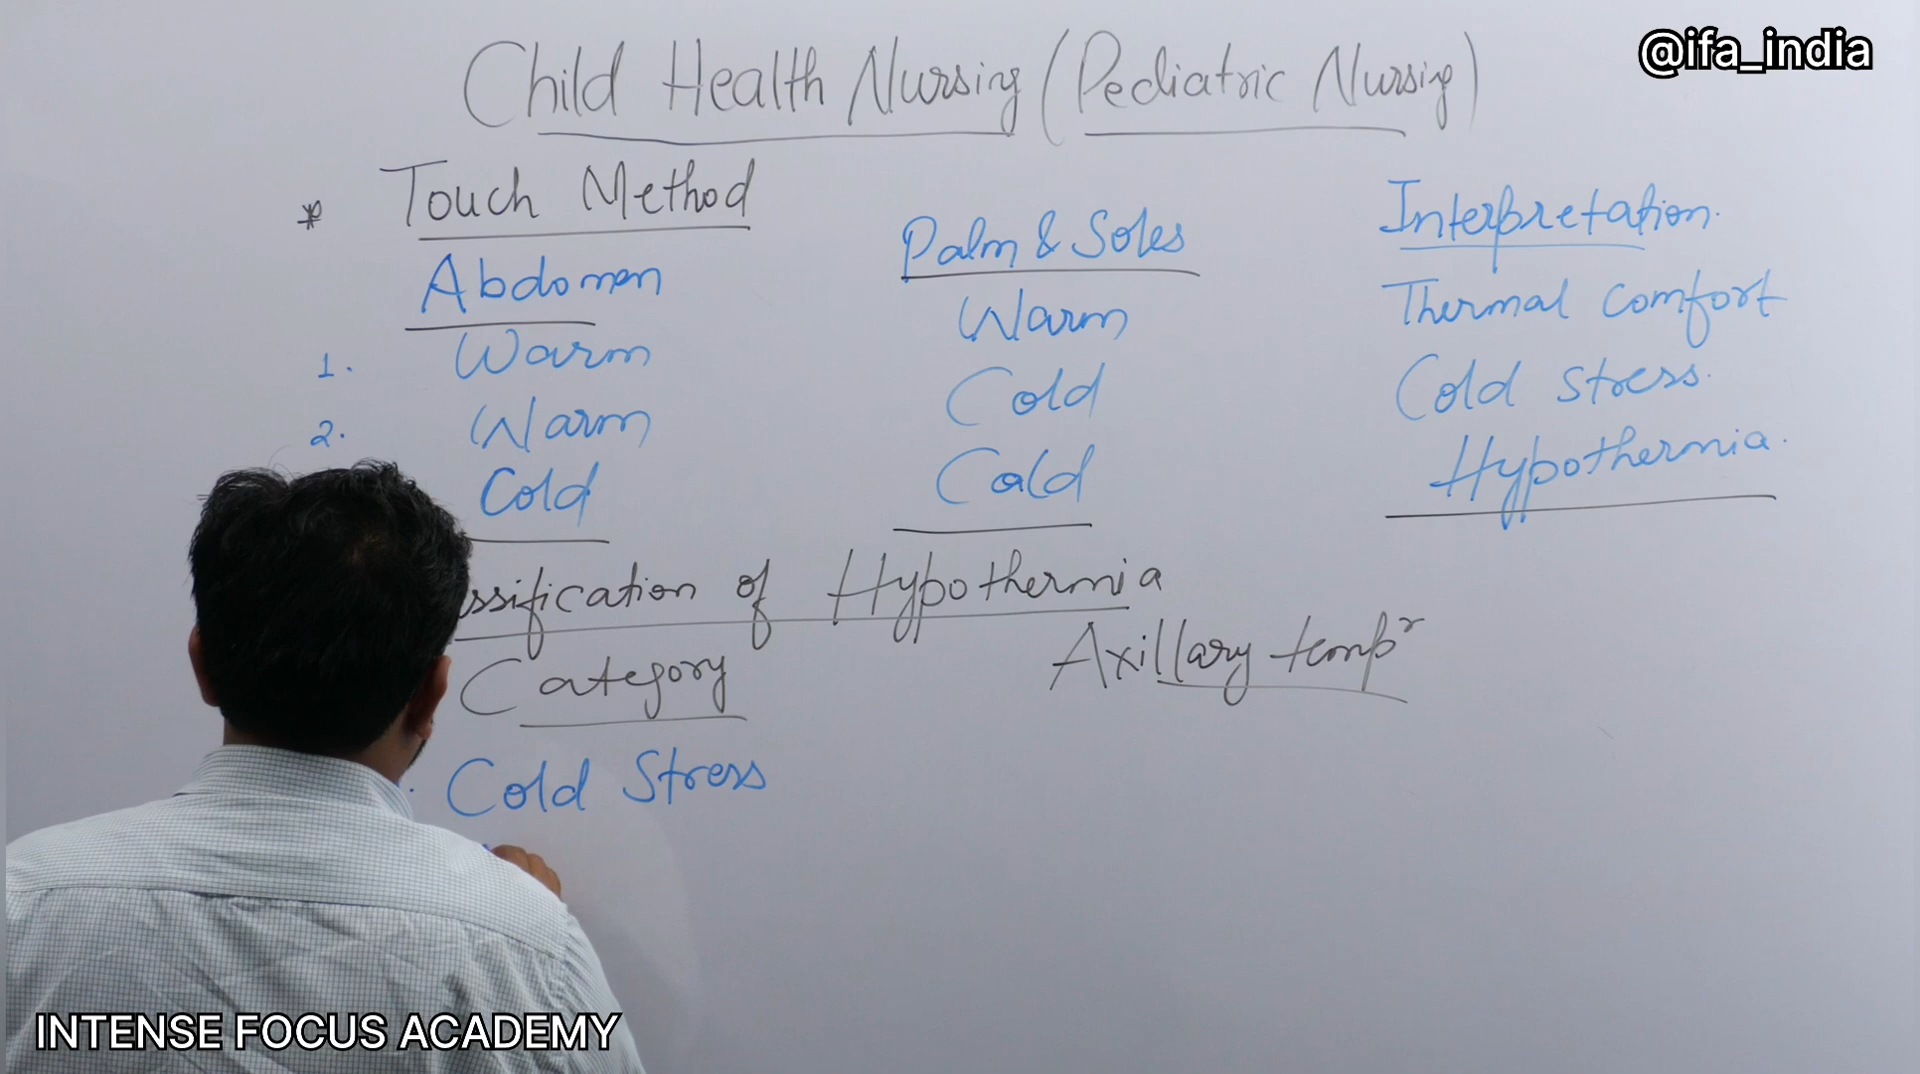 @ifa_india
Child Health Nursing (Pediatric Nursing)
* Touch Method
Abdomen Palm & Soles Interpretation.
1. Warm Warm Thermal comfort
2. Warm Cold Cold stress.
Cold Cold Hypothermia.
ssification of Hypothermia
Category Axillary tempr
Cold Stress
INTENSE FOCUS ACADEMY